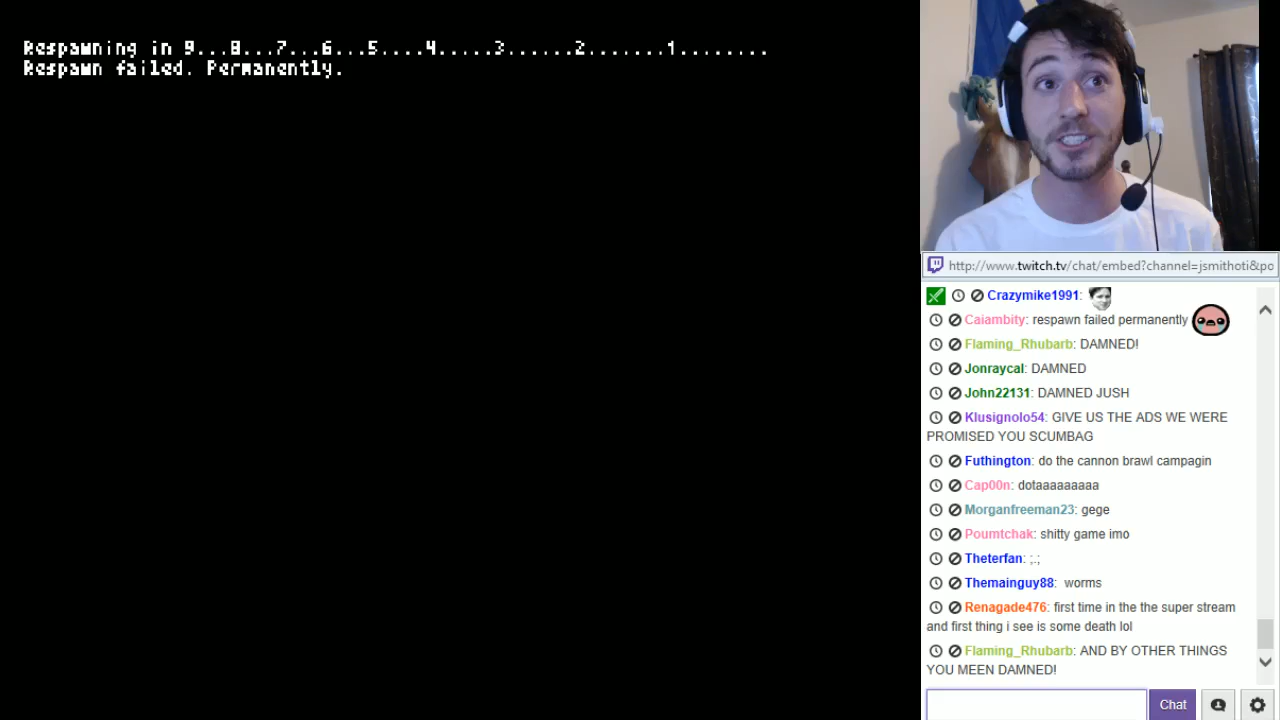 Respawning in 9...8...7...6...5....4.....3......2.......1........
Respawn failed. Permanently.
http://www.twitch.tv/chat/embed?channel=jsmithoti&po
Crazymike1991:
Caiambity: respawn failed permanently
Flaming_Rhubarb: DAMNED!
Jonraycal: DAMNED
John22131: DAMNED JUSH
Klusignolo54: GIVE US THE ADS WE WERE
PROMISED YOU SCUMBAG
Futhington: do the cannon brawl campagin
Cap00n: dotaaaaaaaaa
Morganfreeman23: gege
Poumtchak: shitty game imo
Theterfan: ;.;
Themainguy88: worms
Renagade476: first time in the the super stream
and first thing i see is some death lol
Flaming_Rhubarb: AND BY OTHER THINGS
YOU MEEN DAMNED!
Chat